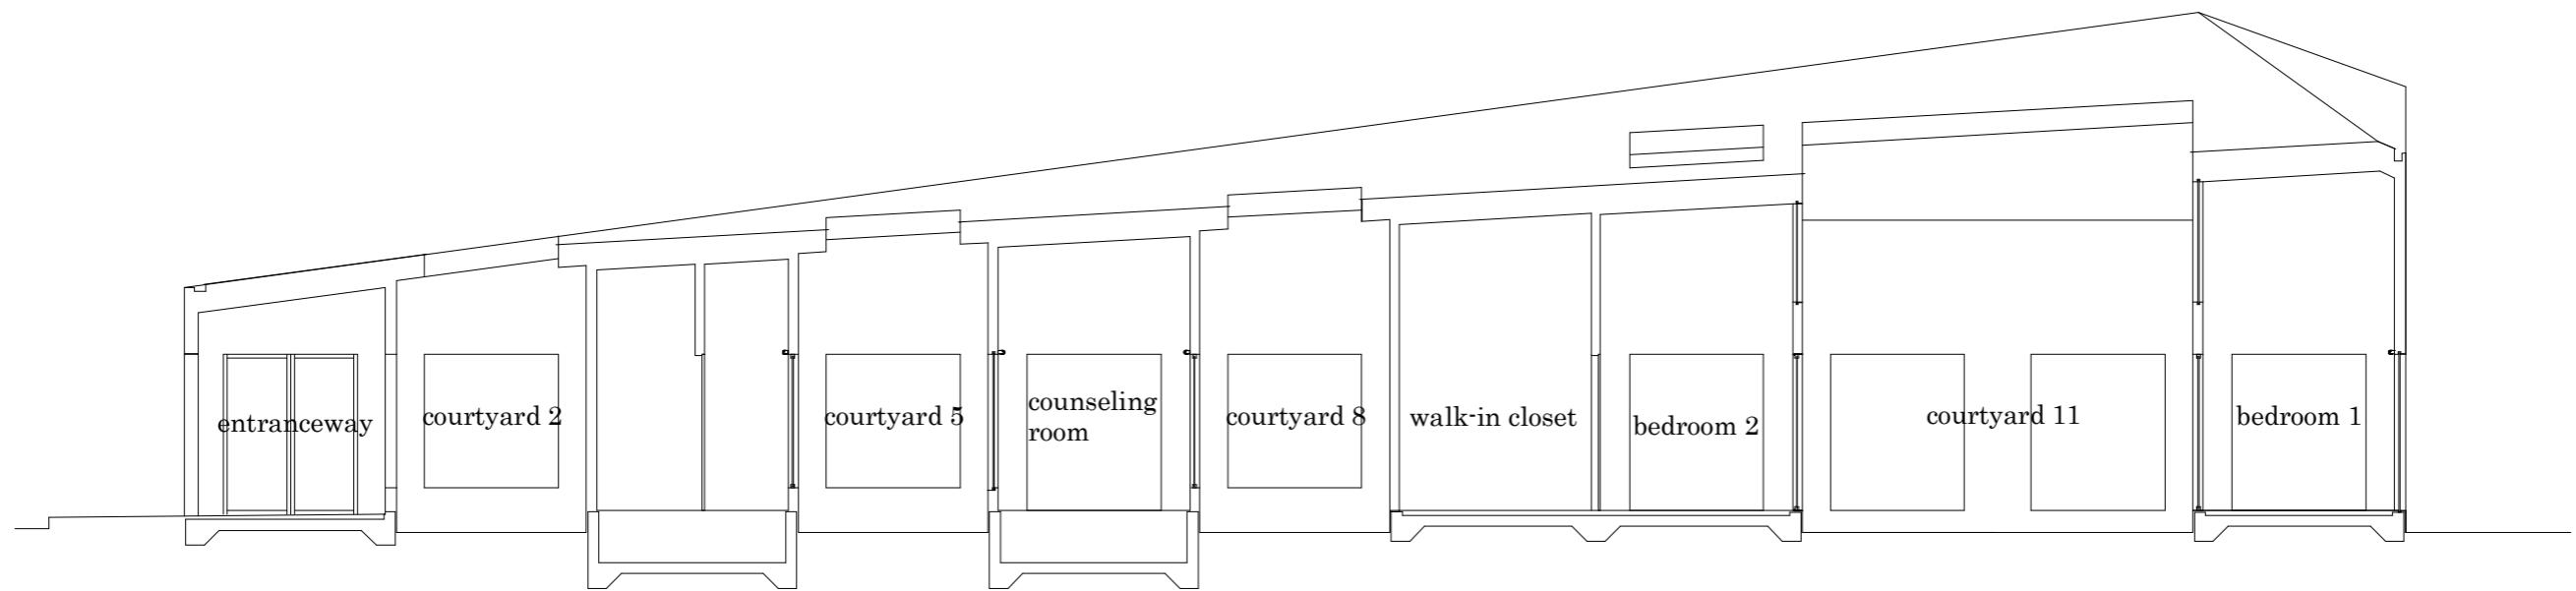 entranceway
courtyard 2
courtyard 5
counseling
room
courtyard 8
walk-in closet
bedroom 2
courtyard 11
bedroom 1